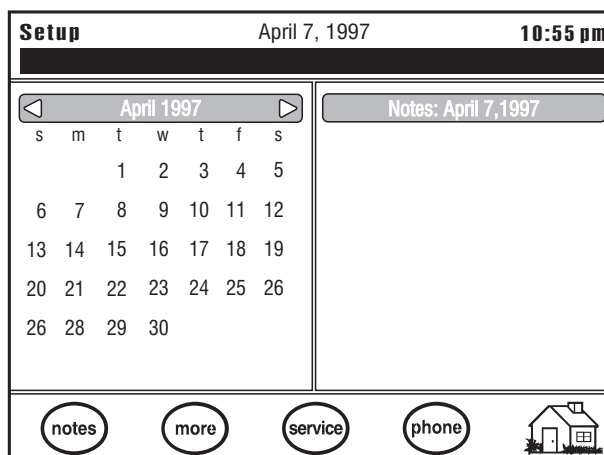 Setup April 7, 1997 10:55 pm
April 1997
s m t w t f s
1 2 3 4 5
6 7 8 9 10 11 12
13 14 15 16 17 18 19
20 21 22 23 24 25 26
26 28 29 30
Notes: April 7,1997
notes more service phone